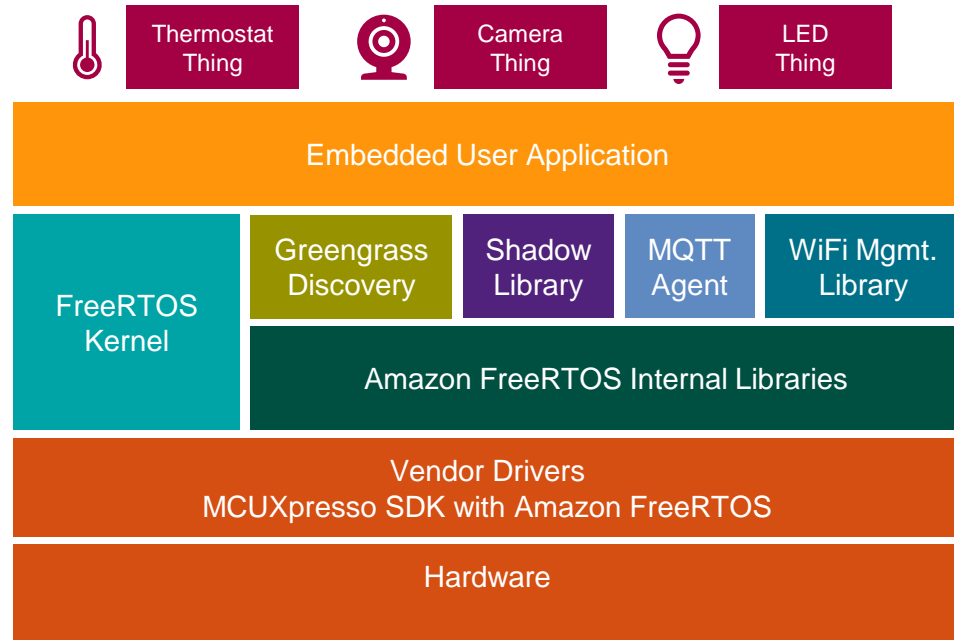 Thermostat
Thing
Camera
Thing
LED
Thing
Embedded User Application
FreeRTOS
Kernel
Greengrass
Discovery
Shadow
Library
MQTT
Agent
WiFi Mgmt.
Library
Amazon FreeRTOS Internal Libraries
Vendor Drivers
MCUXpresso SDK with Amazon FreeRTOS
Hardware